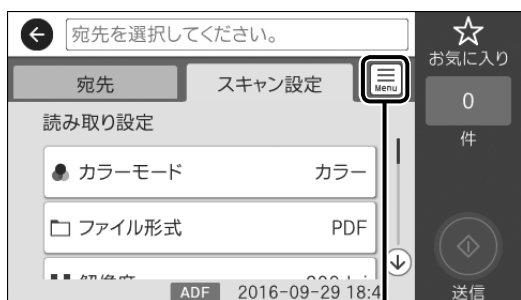 宛先を選択してください。
お気に入り
宛先
スキャン設定
Menu
0
件
読み取り設定
カラーモード カラー
ファイル形式 PDF
ADF 2016-09-29 18:4
送信